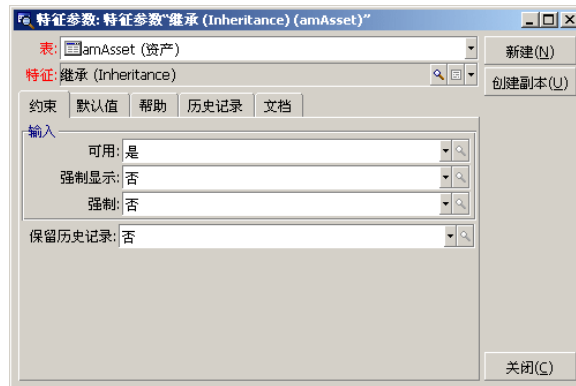 特征参数: 特征参数“继承 (Inheritance) (amAsset)”
表: amAsset (资产)
新建(N)
特征: 继承 (Inheritance)
创建副本(U)
约束 默认值 帮助 历史记录 文档
输入
可用: 是
强制显示: 否
强制: 否
保留历史记录: 否
关闭(C)